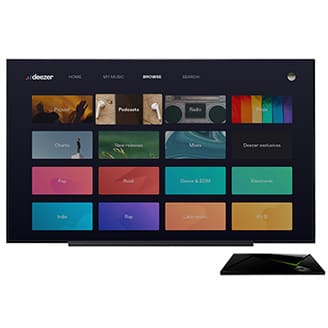 deezer HOME MY MUSIC BROWSE SEARCH
Podcasts Radio Pride
Charts New releases Mixes Deezer exclusives
Pop Rock Dance & EDM Electronic
Indie Rap Latin music R'n'B